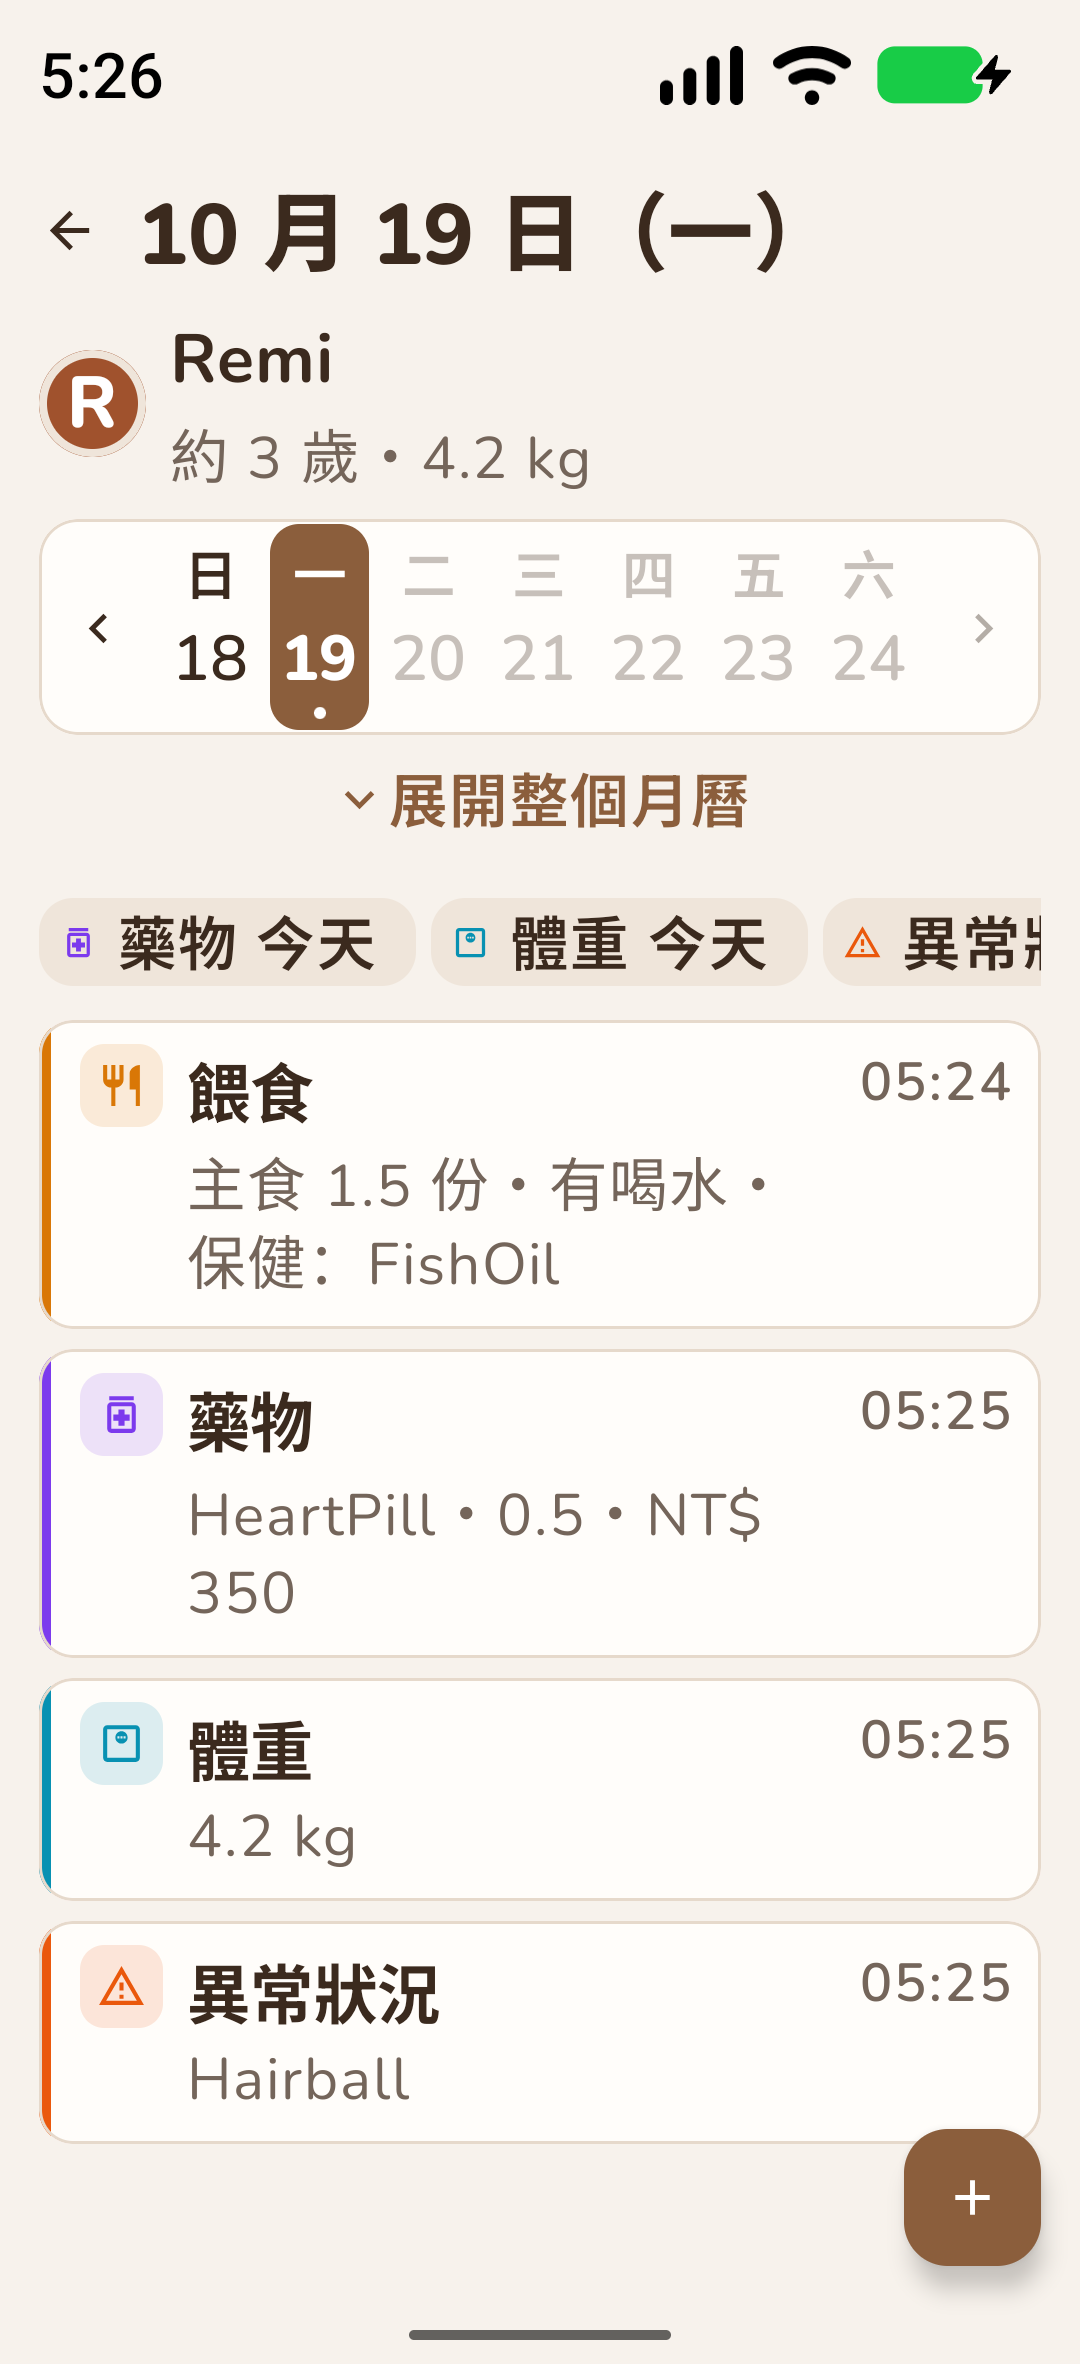 5:26
10 月 19 日（一）
R
Remi
約 3 歲・4.2 kg
日 一 二 三 四 五 六
18 19 20 21 22 23 24
展開整個月曆
藥物 今天 體重 今天 異常
餵食 05:24
主食 1.5 份・有喝水・
保健：FishOil
藥物 05:25
HeartPill・0.5・NT$
350
體重 05:25
4.2 kg
異常狀況 05:25
Hairball